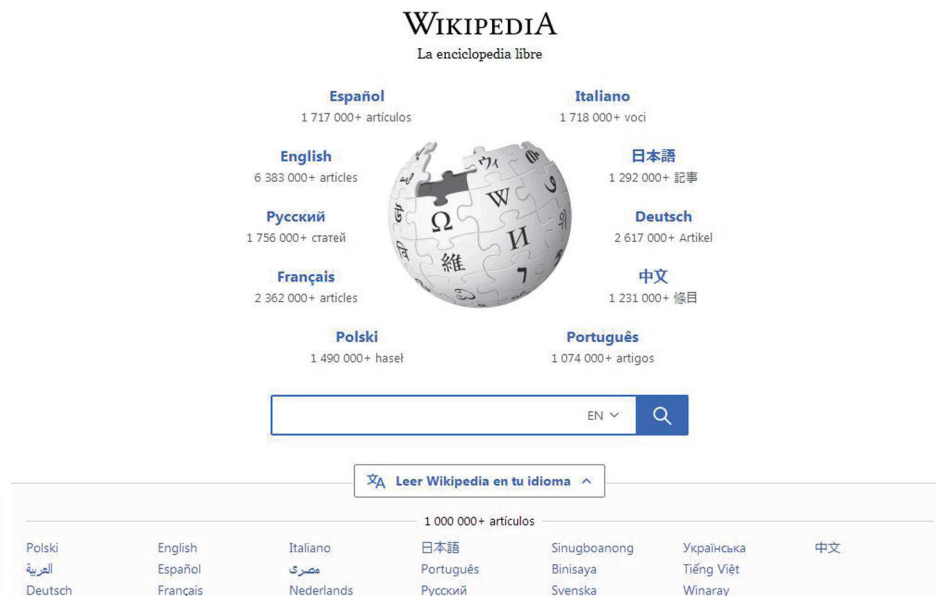 WIKIPEDIA
La enciclopedia libre
Español
1 717 000+ artículos
Italiano
1 718 000+ voci
English
6 383 000+ articles
日本語
1 292 000+ 記事
Русский
1 756 000+ статей
Deutsch
2 617 000+ Artikel
Français
2 362 000+ articles
中文
1 231 000+ 條目
Polski
1 490 000+ haseł
Português
1 074 000+ artigos
Ω
W
И
維
ウィ
EN
Leer Wikipedia en tu idioma
1 000 000+ artículos
Polski English Italiano 日本語 Sinugboanong Українська 中文
العربية Español مصرى Português Binisaya Tiếng Việt
Deutsch Français Nederlands Русский Svenska Winaray